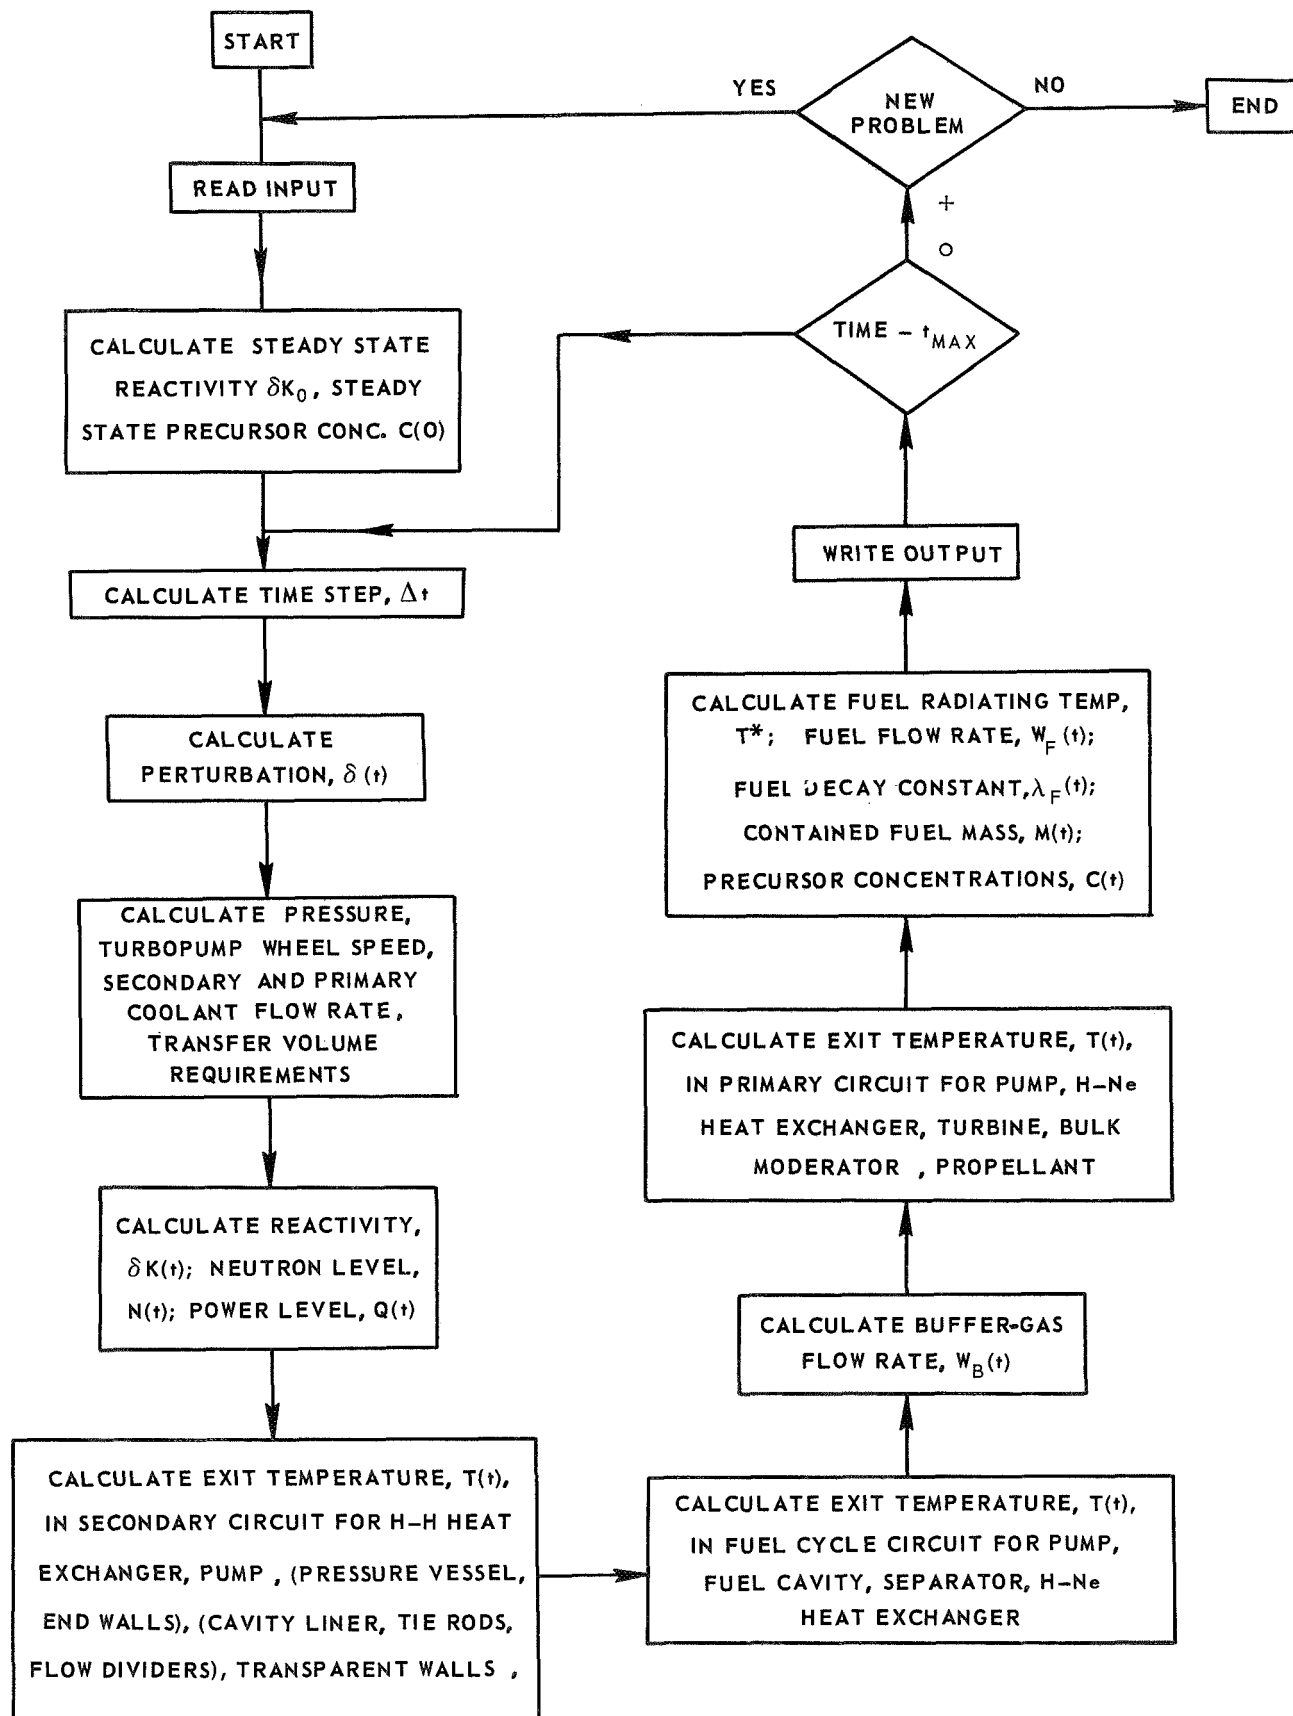 START
READ INPUT
CALCULATE STEADY STATE
REACTIVITY δK₀, STEADY
STATE PRECURSOR CONC. C(O)
CALCULATE TIME STEP, Δt
CALCULATE
PERTURBATION, δ(t)
CALCULATE PRESSURE,
TURBOPUMP WHEEL SPEED,
SECONDARY AND PRIMARY
COOLANT FLOW RATE,
TRANSFER VOLUME
REQUIREMENTS
CALCULATE REACTIVITY,
δK(t); NEUTRON LEVEL,
N(t); POWER LEVEL, Q(t)
CALCULATE EXIT TEMPERATURE, T(t),
IN SECONDARY CIRCUIT FOR H-H HEAT
EXCHANGER, PUMP , (PRESSURE VESSEL,
END WALLS), (CAVITY LINER, TIE RODS,
FLOW DIVIDERS), TRANSPARENT WALLS ,
CALCULATE EXIT TEMPERATURE, T(t),
IN FUEL CYCLE CIRCUIT FOR PUMP,
FUEL CAVITY, SEPARATOR, H-Ne
HEAT EXCHANGER
CALCULATE BUFFER-GAS
FLOW RATE, W_B(t)
CALCULATE EXIT TEMPERATURE, T(t),
IN PRIMARY CIRCUIT FOR PUMP, H-Ne
HEAT EXCHANGER, TURBINE, BULK
MODERATOR , PROPELLANT
CALCULATE FUEL RADIATING TEMP,
T*; FUEL FLOW RATE, W_F(t);
FUEL DECAY CONSTANT,λ_F(t);
CONTAINED FUEL MASS, M(t);
PRECURSOR CONCENTRATIONS, C(t)
WRITE OUTPUT
TIME - t_MAX
O
+
NEW
PROBLEM
YES
NO
END